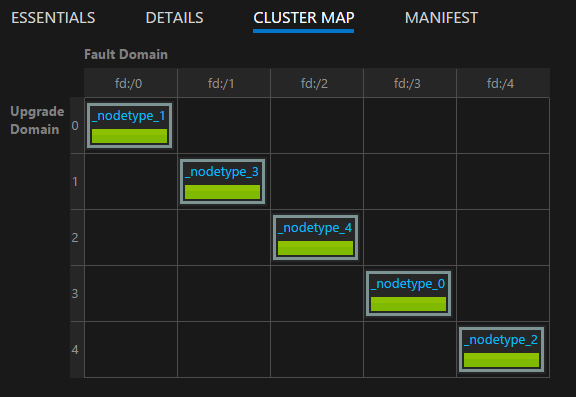 ESSENTIALS DETAILS CLUSTER MAP MANIFEST
Fault Domain
fd:/0 fd:/1 fd:/2 fd:/3 fd:/4
Upgrade
Domain
0 _nodetype_1
1 _nodetype_3
2 _nodetype_4
3 _nodetype_0
4 _nodetype_2